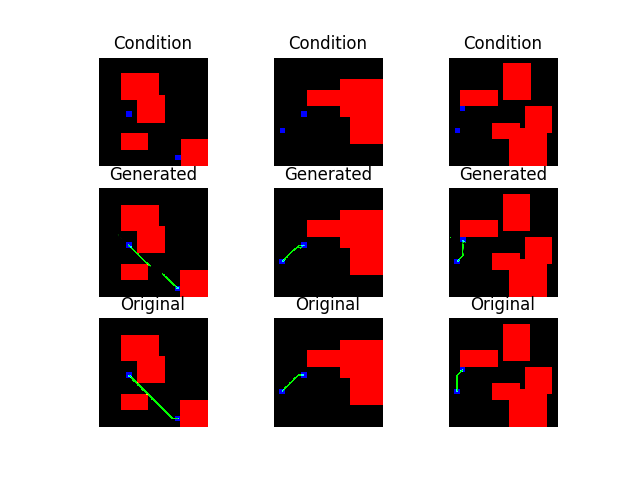 Condition Condition Condition
Generated Generated Generated
Original Original Original